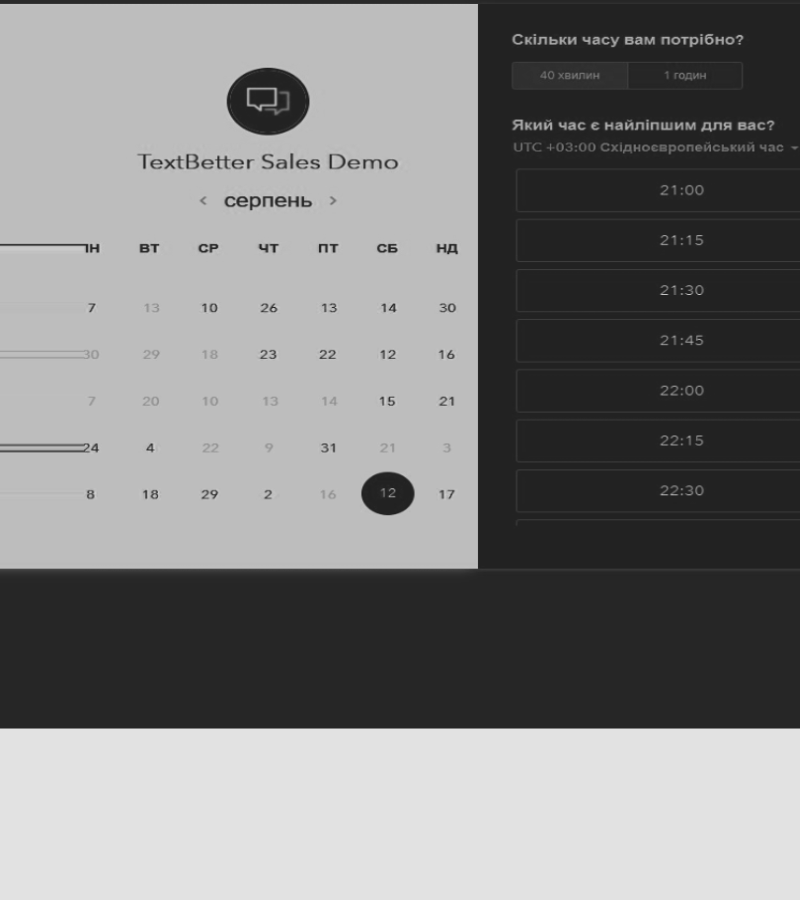 TextBetter Sales Demo
< серпень >
ПН ВТ СР ЧТ ПТ СБ НД
7 13 10 26 13 14 30
30 29 18 23 22 12 16
7 20 10 13 14 15 21
24 4 22 9 31 21 3
8 18 29 2 16 12 17
Скільки часу вам потрібно?
40 хвилин 1 годин
Який час є найліпшим для вас?
UTC +03:00 Східноєвропейський час
21:00
21:15
21:30
21:45
22:00
22:15
22:30